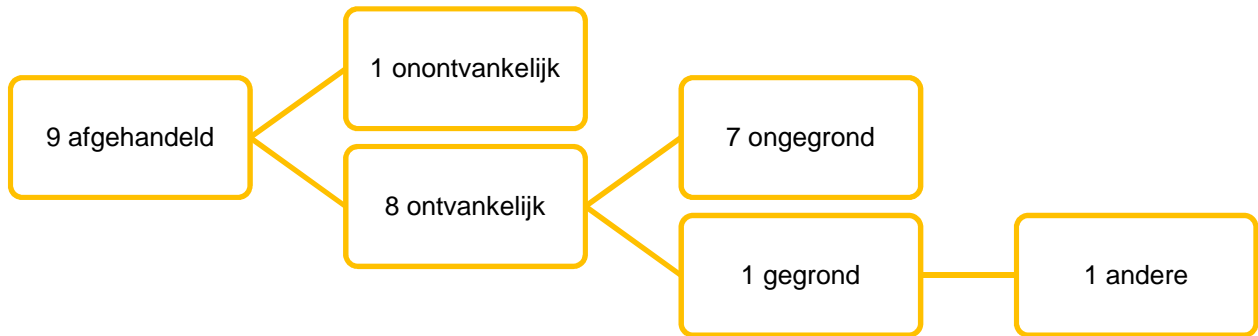 9 afgehandeld
1 onontvankelijk
8 ontvankelijk
7 ongegrond
1 gegrond
1 andere